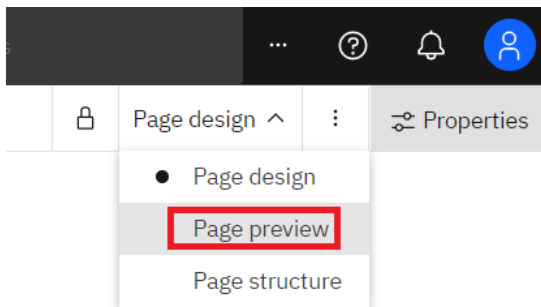 Page design
Properties
Page design
Page preview
Page structure